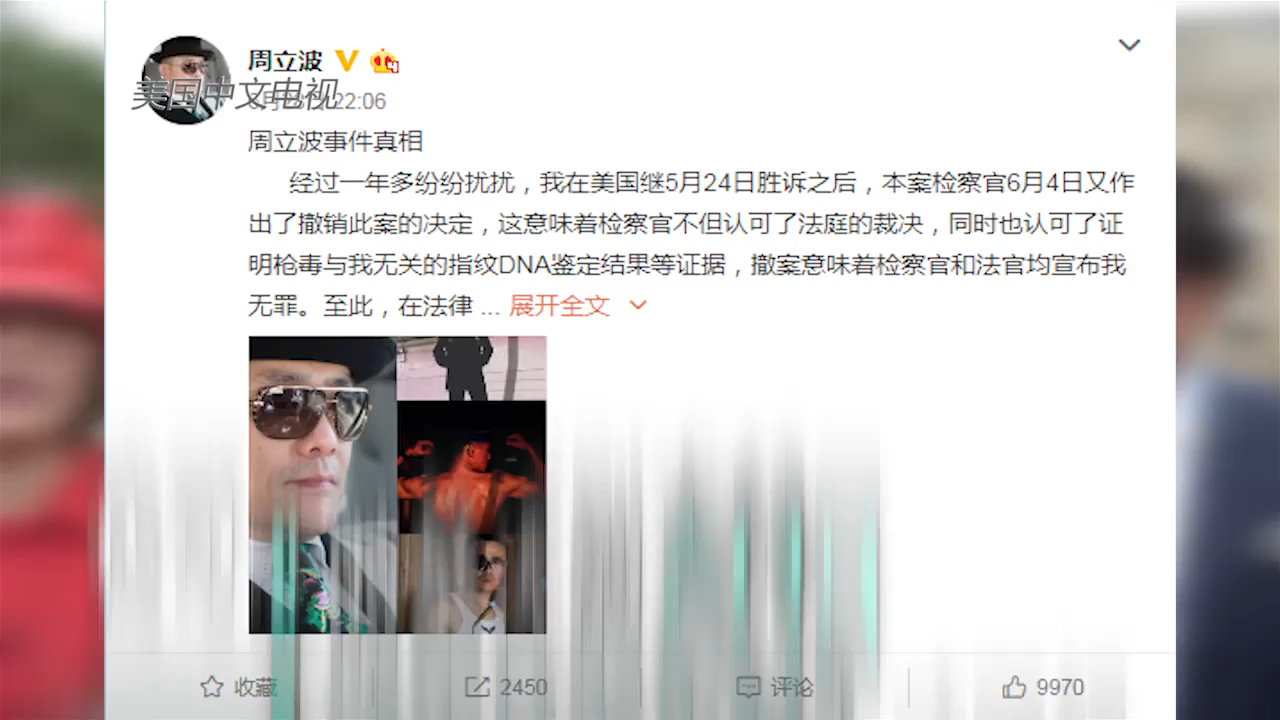 周立波
美国中文电视
22:06
周立波事件真相
经过一年多纷纷扰扰，我在美国继5月24日胜诉之后，本案检察官6月4日又作
出了撤销此案的决定，这意味着检察官不但认可了法庭的裁决，同时也认可了证
明枪毒与我无关的指纹DNA鉴定结果等证据，撤案意味着检察官和法官均宣布我
无罪。至此，在法律 ... 展开全文
收藏
2450
评论
9970